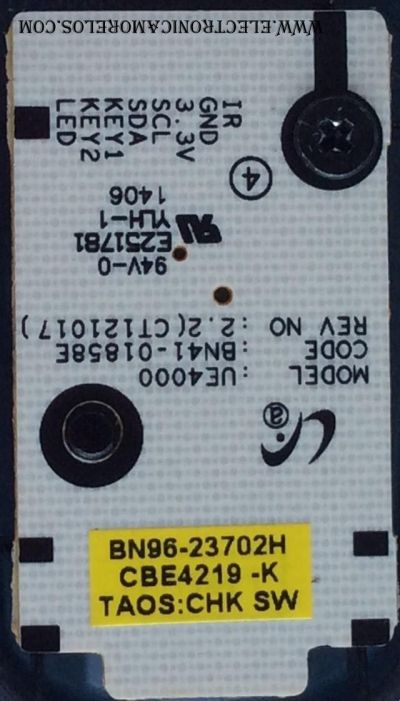 WWW.ELECTRONICAMORELOS.COM
IR
GND
3.3V
SCL
SDA
KEY1
KEY2
LED
4
1406
YLH-1
E251781
94V-0
MODEL : UE4000
CODE : BN41-01858E
REV NO : 2.2(CT121017)
BN96-23702H
CBE4219 -K
TAOS:CHK SW